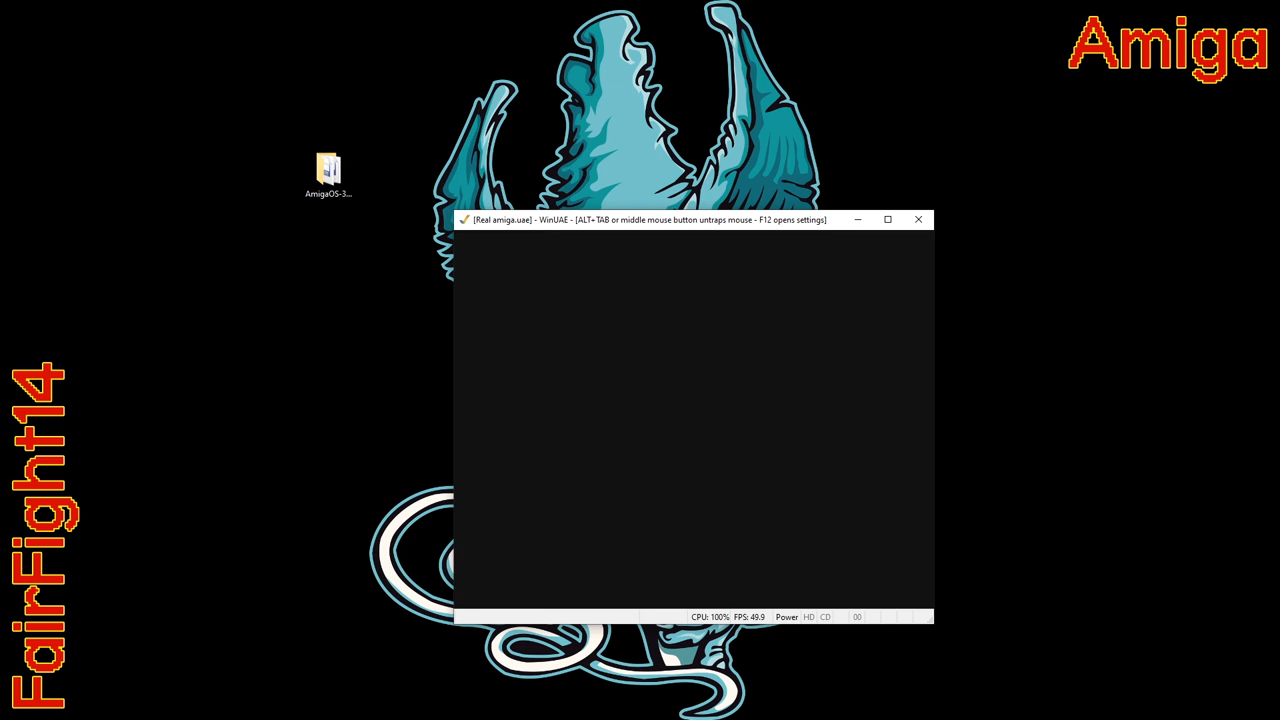 Amiga
AmigaOS-3...
[Real amiga.uae] - WinUAE - [ALT+TAB or middle mouse button untraps mouse - F12 opens settings]
FairFight14
CPU: 100% FPS: 49.9 Power HD CD 00